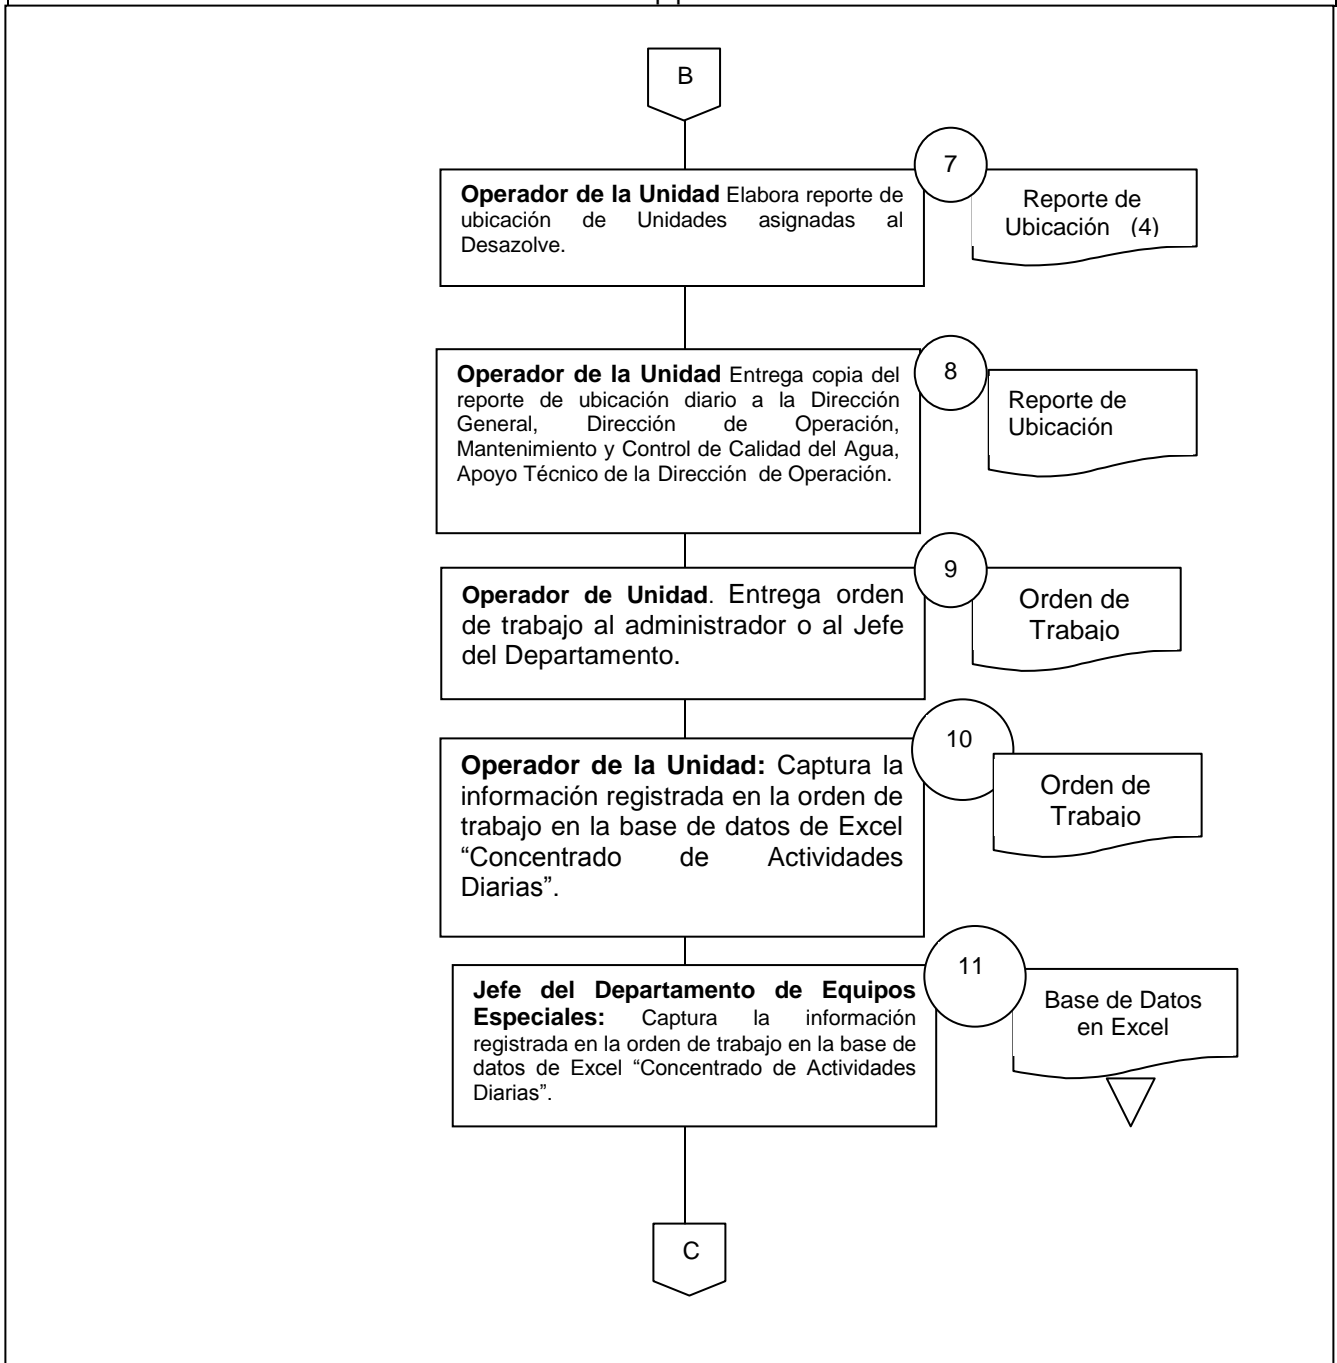 B
7
Operador de la Unidad Elabora reporte de
ubicación de Unidades asignadas al
Desazolve.
Reporte de
Ubicación (4)
8
Operador de la Unidad Entrega copia del
reporte de ubicación diario a la Dirección
General, Dirección de Operación,
Mantenimiento y Control de Calidad del Agua,
Apoyo Técnico de la Dirección de Operación.
Reporte de
Ubicación
9
Operador de Unidad. Entrega orden
de trabajo al administrador o al Jefe
del Departamento.
Orden de
Trabajo
10
Operador de la Unidad: Captura la
información registrada en la orden de
trabajo en la base de datos de Excel
“Concentrado de Actividades
Diarias”.
Orden de
Trabajo
11
Jefe del Departamento de Equipos
Especiales: Captura la información
registrada en la orden de trabajo en la base de
datos de Excel “Concentrado de Actividades
Diarias”.
Base de Datos
en Excel
C